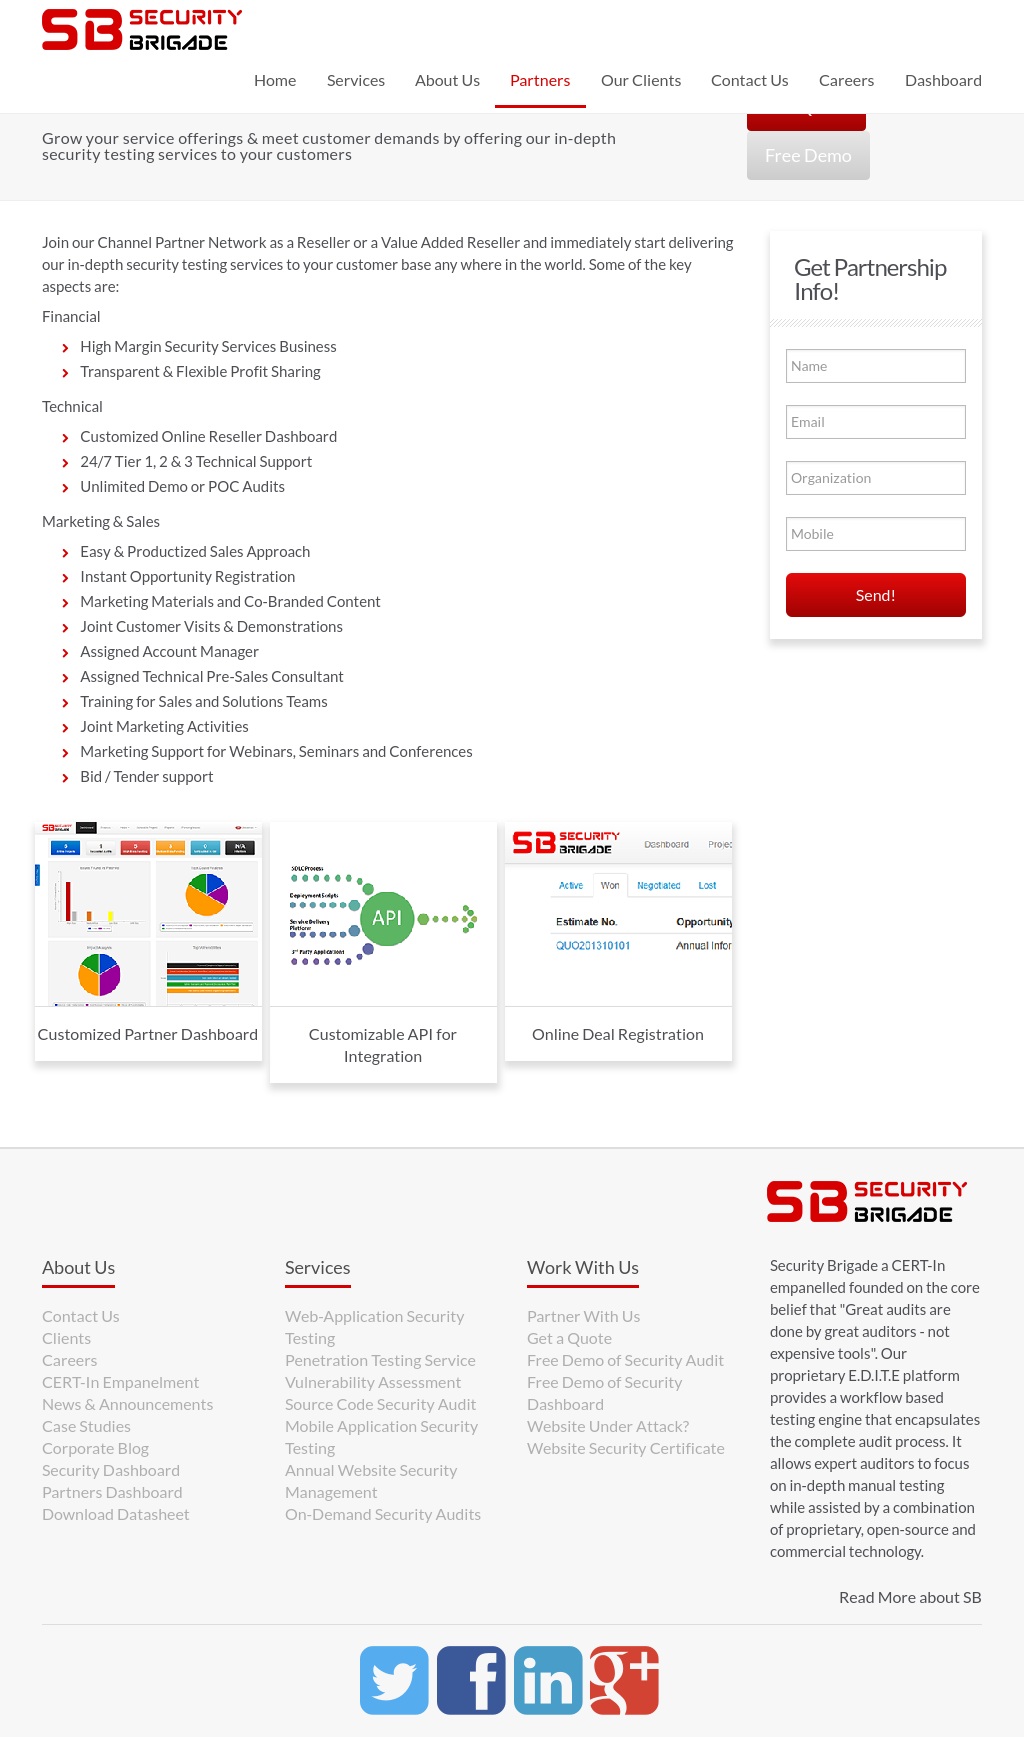 SB SECURITY
BRIGADE
Home Services About Us Partners Our Clients Contact Us Careers Dashboard
Grow your service offerings & meet customer demands by offering our in-depth
security testing services to your customers
Free Demo
Join our Channel Partner Network as a Reseller or a Value Added Reseller and immediately start delivering
our in-depth security testing services to your customer base any where in the world. Some of the key
aspects are:
Financial
High Margin Security Services Business
Transparent & Flexible Profit Sharing
Technical
Customized Online Reseller Dashboard
24/7 Tier 1, 2 & 3 Technical Support
Unlimited Demo or POC Audits
Marketing & Sales
Easy & Productized Sales Approach
Instant Opportunity Registration
Marketing Materials and Co-Branded Content
Joint Customer Visits & Demonstrations
Assigned Account Manager
Assigned Technical Pre-Sales Consultant
Training for Sales and Solutions Teams
Joint Marketing Activities
Marketing Support for Webinars, Seminars and Conferences
Bid / Tender support
Get Partnership
Info!
Name
Email
Organization
Mobile
Send!
SB SECURITY
BRIGADE
Dashboard
Customized Partner Dashboard
SDLC Process
Deployment Scripts
Service Delivery
Platform
3rd Party Applications
API
Customizable API for
Integration
SB SECURITY
BRIGADE
Dashboard Projec
Active Won Negotiated Lost
Estimate No. Opportunity
QUO201310101 Annual Infor
Online Deal Registration
SB SECURITY
BRIGADE
About Us
Contact Us
Clients
Careers
CERT-In Empanelment
News & Announcements
Case Studies
Corporate Blog
Security Dashboard
Partners Dashboard
Download Datasheet
Services
Web-Application Security
Testing
Penetration Testing Service
Vulnerability Assessment
Source Code Security Audit
Mobile Application Security
Testing
Annual Website Security
Management
On-Demand Security Audits
Work With Us
Partner With Us
Get a Quote
Free Demo of Security Audit
Free Demo of Security
Dashboard
Website Under Attack?
Website Security Certificate
Security Brigade a CERT-In
empanelled founded on the core
belief that "Great audits are
done by great auditors - not
expensive tools". Our
proprietary E.D.I.T.E platform
provides a workflow based
testing engine that encapsulates
the complete audit process. It
allows expert auditors to focus
on in-depth manual testing
while assisted by a combination
of proprietary, open-source and
commercial technology.
Read More about SB
f in g+